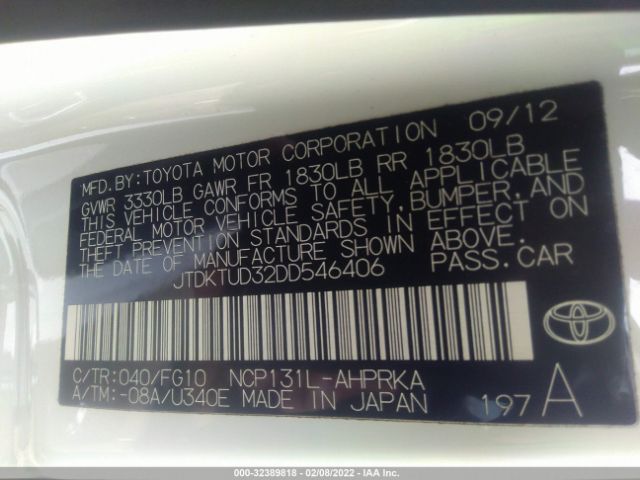 MFD.BY:TOYOTA MOTOR CORPORATION 09/12
GVWR 3330LB GAWR FR 1830LB RR 1830LB
THIS VEHICLE CONFORMS TO ALL APPLICABLE
FEDERAL MOTOR VEHICLE SAFETY,BUMPER,AND
THEFT PREVENTION STANDARDS IN EFFECT ON
THE DATE OF MANUFACTURE SHOWN ABOVE.
JTDKTUD32DD546406 PASS.CAR
C/TR:040/FG10 NCP131L-AHPRKA
A/TM:-08A/U340E MADE IN JAPAN 197A
000-32389818 - 02/08/2022 - IAA Inc.